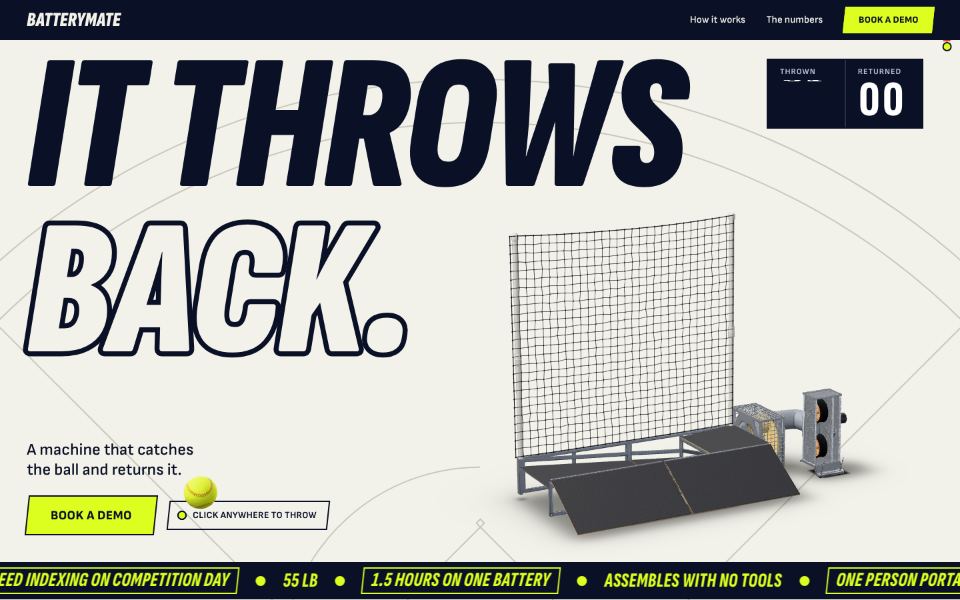 BATTERYMATE
How it works
The numbers
BOOK A DEMO
IT THROWS
BACK.
THROWN
RETURNED
00
A machine that catches
the ball and returns it.
BOOK A DEMO
CLICK ANYWHERE TO THROW
EED INDEXING ON COMPETITION DAY
55 LB
1.5 HOURS ON ONE BATTERY
ASSEMBLES WITH NO TOOLS
ONE PERSON PORTA